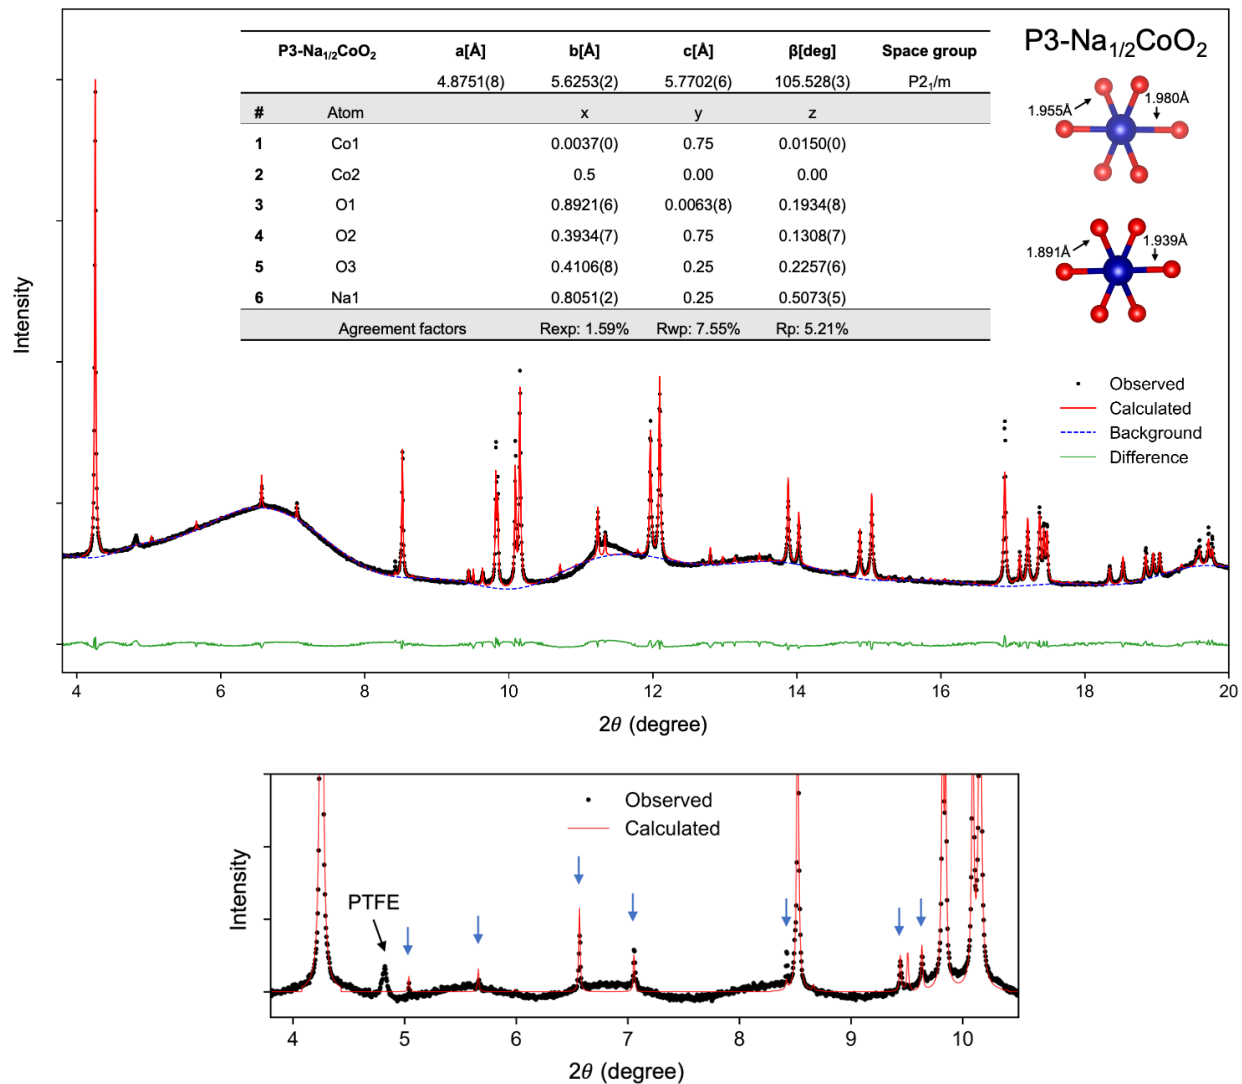 P3-Na1/2CoO2 a[Å] b[Å] c[Å] β[deg] Space group
4.8751(8) 5.6253(2) 5.7702(6) 105.528(3) P21/m
# Atom x y z
1 Co1 0.0037(0) 0.75 0.0150(0)
2 Co2 0.5 0.00 0.00
3 O1 0.8921(6) 0.0063(8) 0.1934(8)
4 O2 0.3934(7) 0.75 0.1308(7)
5 O3 0.4106(8) 0.25 0.2257(6)
6 Na1 0.8051(2) 0.25 0.5073(5)
Agreement factors Rexp: 1.59% Rwp: 7.55% Rp: 5.21%
P3-Na1/2CoO2
1.955Å
1.980Å
1.891Å
1.939Å
Observed
Calculated
Background
Difference
Intensity
4 6 8 10 12 14 16 18 20
2θ (degree)
Observed
Calculated
PTFE
Intensity
4 5 6 7 8 9 10
2θ (degree)